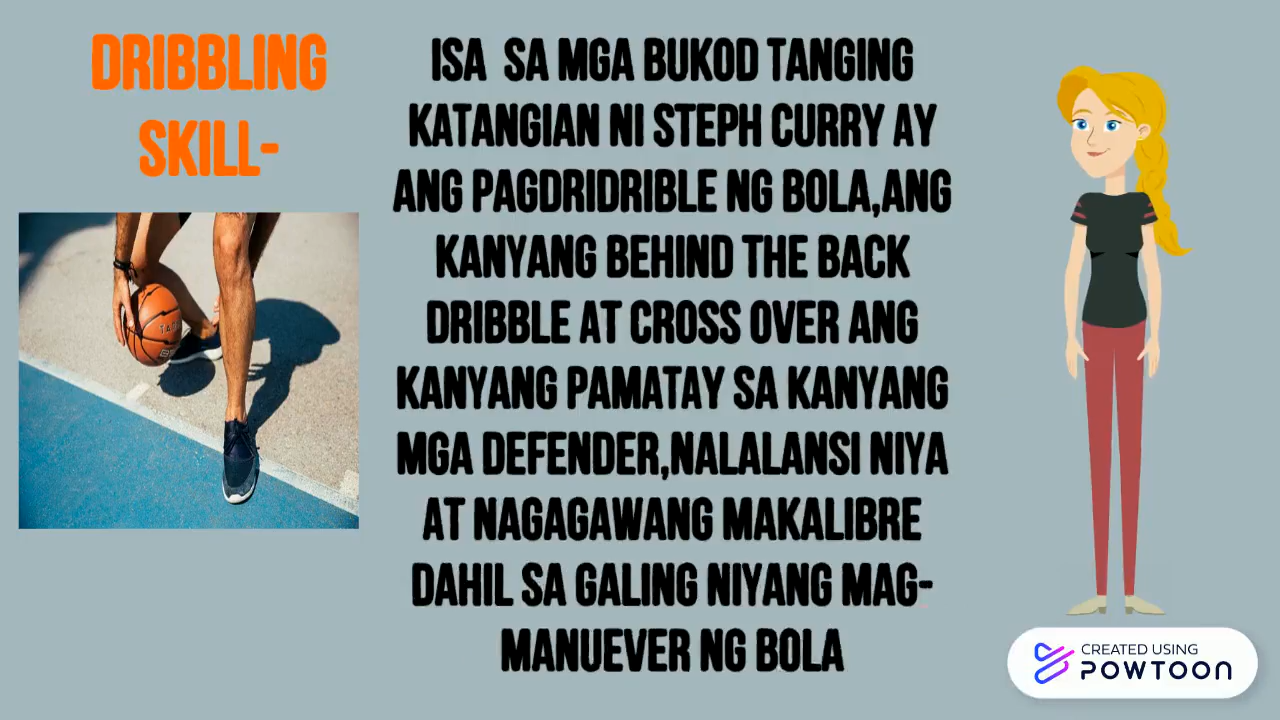 DRIBBLING
SKILL-
ISA SA MGA BUKOD TANGING
KATANGIAN NI STEPH CURRY AY
ANG PAGDRIDRIBLE NG BOLA,ANG
KANYANG BEHIND THE BACK
DRIBBLE AT CROSS OVER ANG
KANYANG PAMATAY SA KANYANG
MGA DEFENDER,NALALANSI NIYA
AT NAGAGAWANG MAKALIBRE
DAHIL SA GALING NIYANG MAG-
MANUEVER NG BOLA
CREATED USING
POWTOON